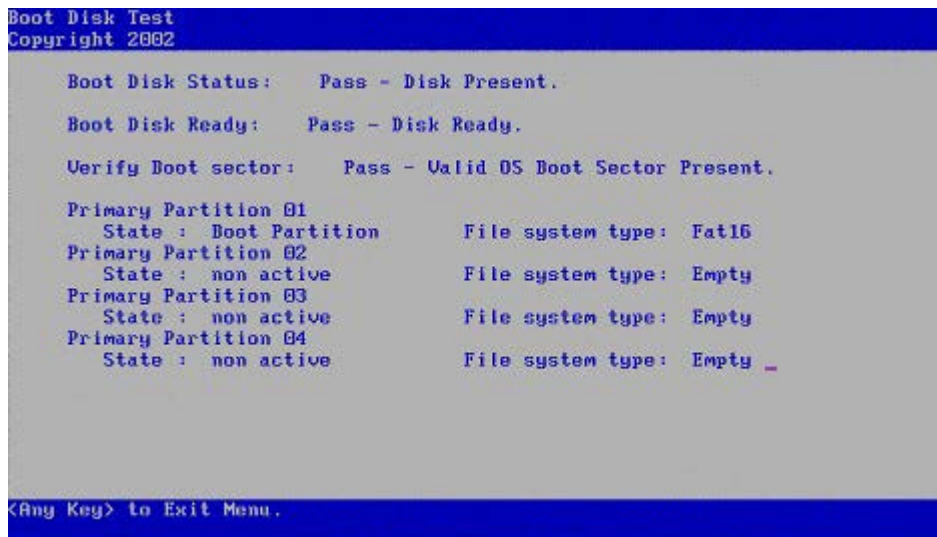 Boot Disk Test
Copyright 2002
Boot Disk Status: Pass - Disk Present.
Boot Disk Ready: Pass - Disk Ready.
Verify Boot sector: Pass - Valid OS Boot Sector Present.
Primary Partition 01
State : Boot Partition File system type: Fat16
Primary Partition 02
State : non active File system type: Empty
Primary Partition 03
State : non active File system type: Empty
Primary Partition 04
State : non active File system type: Empty _
<Any Key> to Exit Menu.